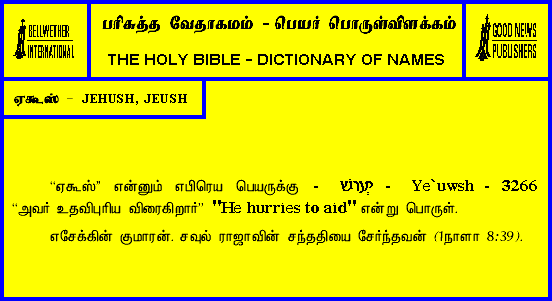 BELLWETHER
INTERNATIONAL
பரிசுத்த வேதாகமம் - பெயர் பொருள்விளக்கம்
THE HOLY BIBLE - DICTIONARY OF NAMES
GOOD NEWS
PUBLISHERS
ஏகூஸ் - JEHUSH, JEUSH
“ஏகூஸ்” என்னும் எபிரெய பெயருக்கு - - Ye`uwsh - 3266
“அவர் உதவிபுரிய விரைகிறார்” "He hurries to aid" என்று பொருள்.
எசேக்கின் குமாரன். சவுல் ராஜாவின் சந்ததியை சேர்ந்தவன் (1நாளா 8:39).